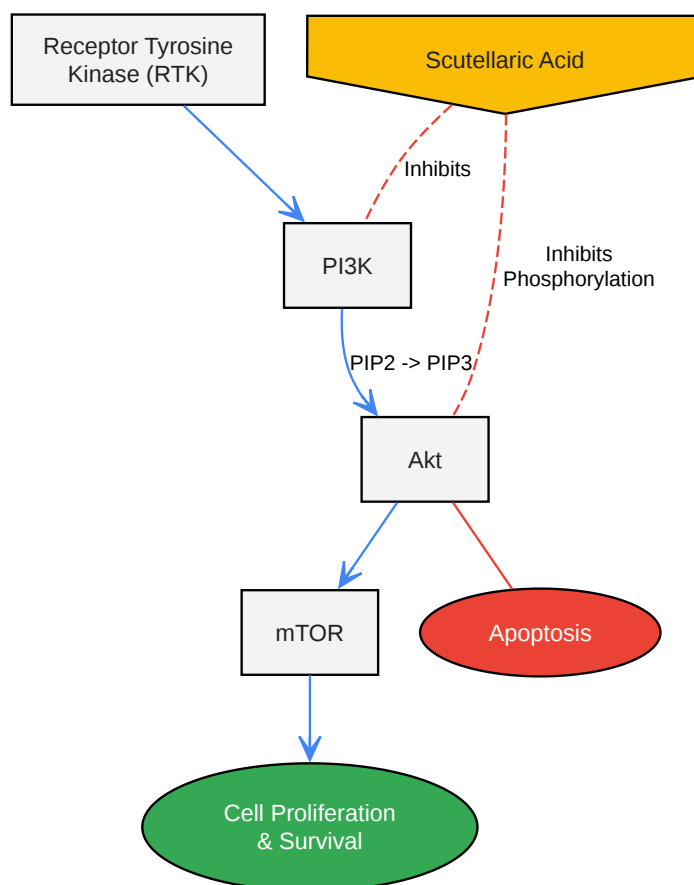 Receptor Tyrosine
Kinase (RTK)
Scutellaric Acid
Inhibits
PI3K
Inhibits
Phosphorylation
PIP2 -> PIP3
Akt
mTOR
Apoptosis
Cell Proliferation
& Survival